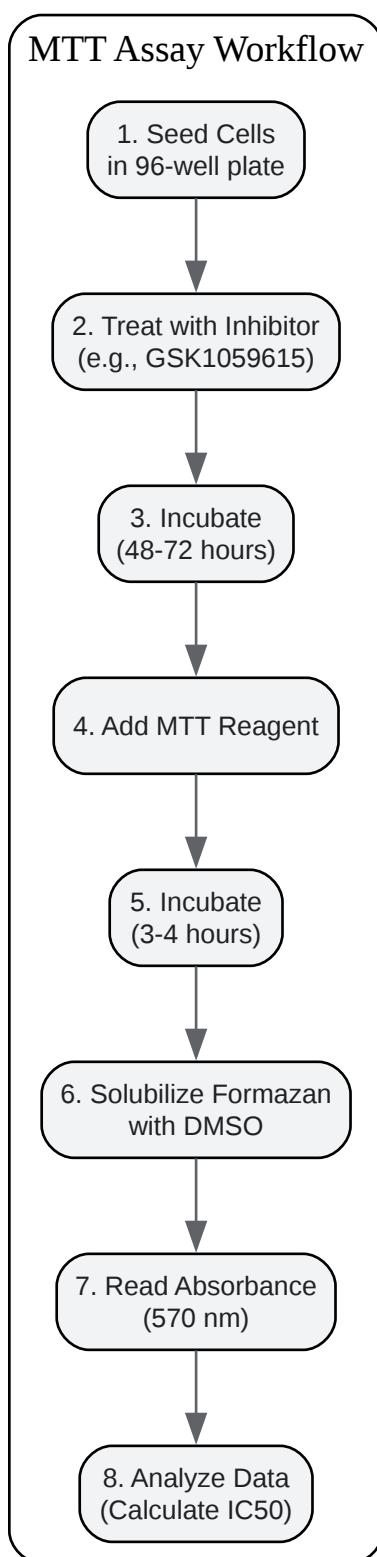 MTT Assay Workflow
1. Seed Cells
in 96-well plate
2. Treat with Inhibitor
(e.g., GSK1059615)
3. Incubate
(48-72 hours)
4. Add MTT Reagent
5. Incubate
(3-4 hours)
6. Solubilize Formazan
with DMSO
7. Read Absorbance
(570 nm)
8. Analyze Data
(Calculate IC50)